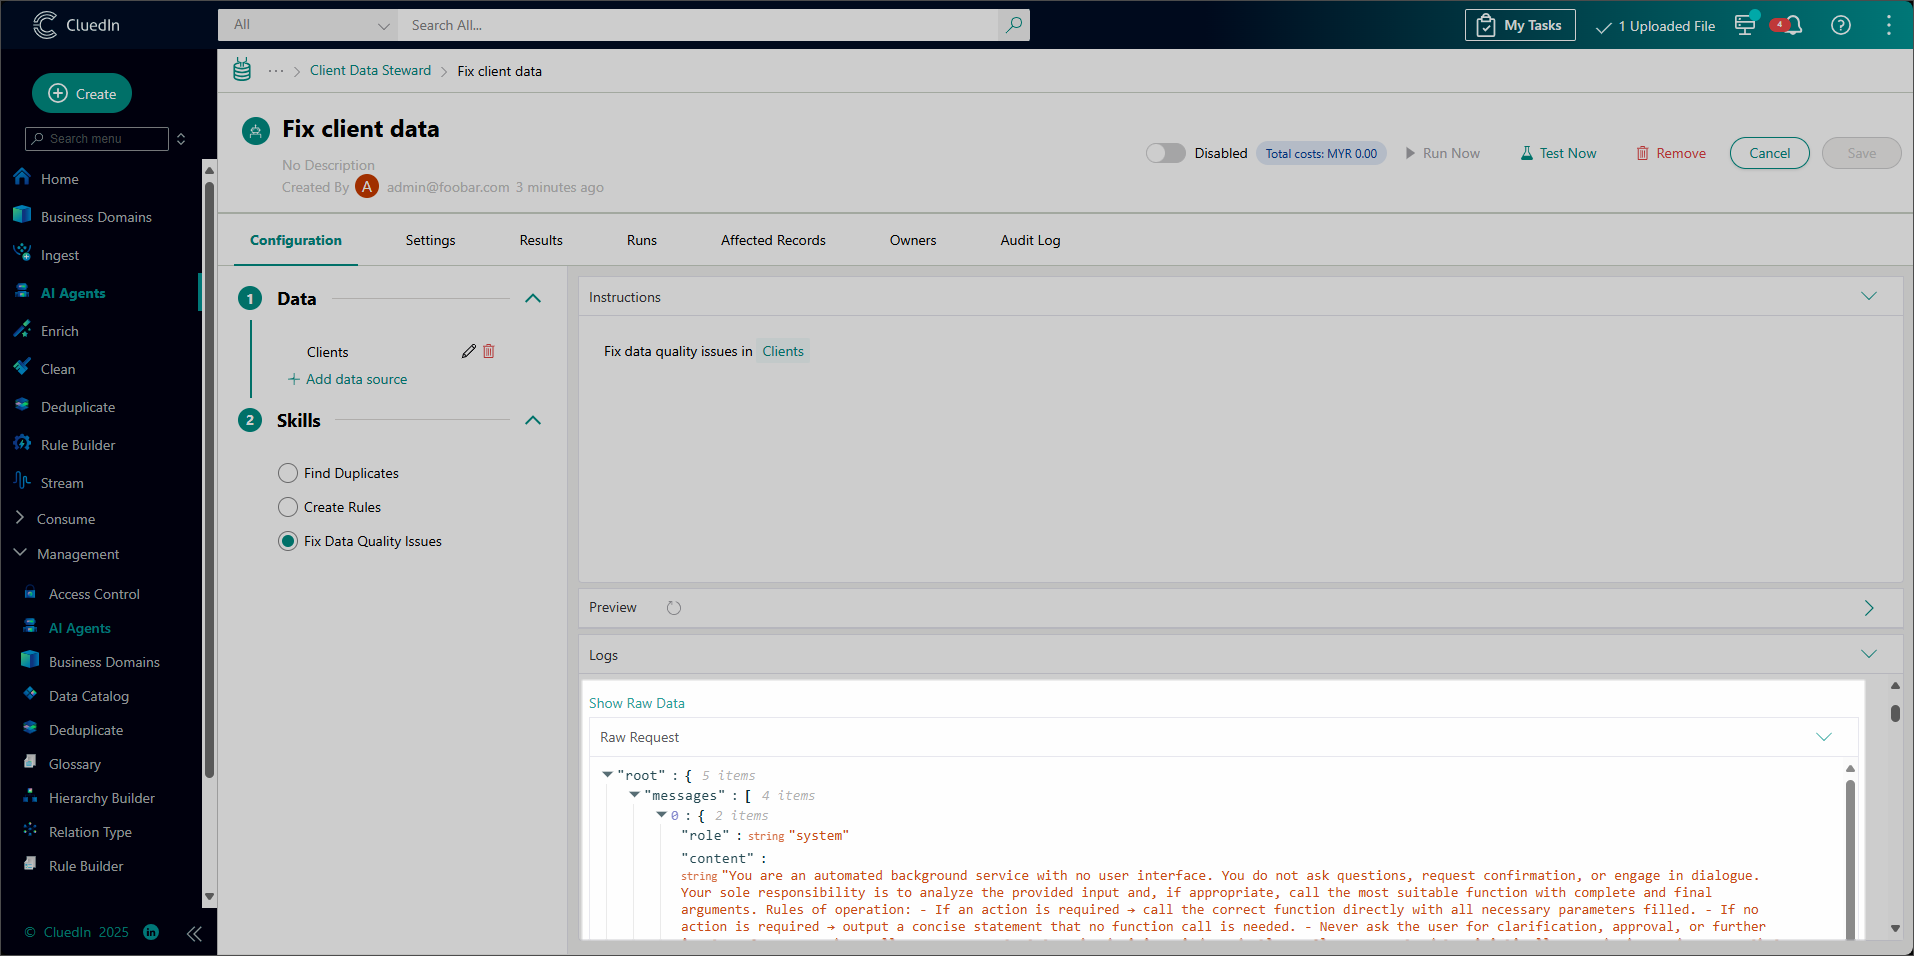 CluedIn
All
Search All...
My Tasks
1 Uploaded File
4
Create
Search menu
Home
Business Domains
Ingest
AI Agents
Enrich
Clean
Deduplicate
Rule Builder
Stream
Consume
Management
Access Control
AI Agents
Business Domains
Data Catalog
Deduplicate
Glossary
Hierarchy Builder
Relation Type
Rule Builder
© CluedIn 2025
··· > Client Data Steward > Fix client data
Fix client data
No Description
Created By A admin@foobar.com 3 minutes ago
Disabled
Total costs: MYR 0.00
Run Now
Test Now
Remove
Cancel
Save
Configuration
Settings
Results
Runs
Affected Records
Owners
Audit Log
1 Data
Clients
+ Add data source
2 Skills
Find Duplicates
Create Rules
Fix Data Quality Issues
Instructions
Fix data quality issues in Clients
Preview
Logs
Show Raw Data
Raw Request
"root" : { 5 items
"messages" : [ 4 items
0 : { 2 items
"role" : string "system"
"content" :
string "You are an automated background service with no user interface. You do not ask questions, request confirmation, or engage in dialogue.
Your sole responsibility is to analyze the provided input and, if appropriate, call the most suitable function with complete and final
arguments. Rules of operation: - If an action is required → call the correct function directly with all necessary parameters filled. - If no
action is required → output a concise statement that no function call is needed. - Never ask the user for clarification, approval, or further